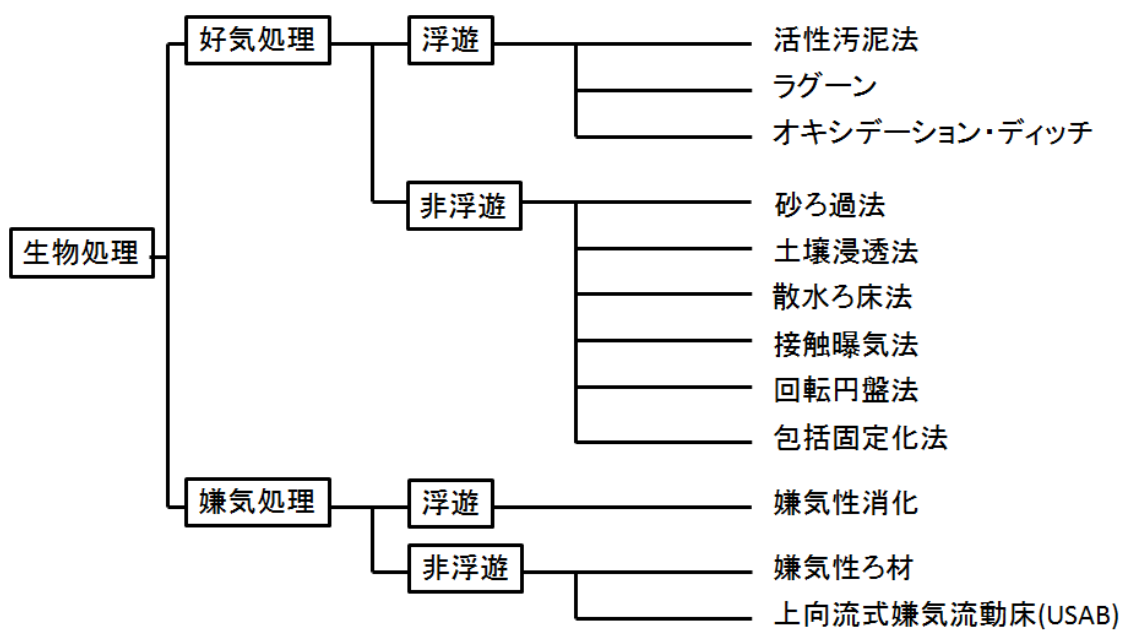 生物処理
好気処理
浮遊
活性汚泥法
ラグーン
オキシデーション・ディッチ
非浮遊
砂ろ過法
土壌浸透法
散水ろ床法
接触曝気法
回転円盤法
包括固定化法
嫌気処理
浮遊
嫌気性消化
非浮遊
嫌気性ろ材
上向流式嫌気流動床(USAB)